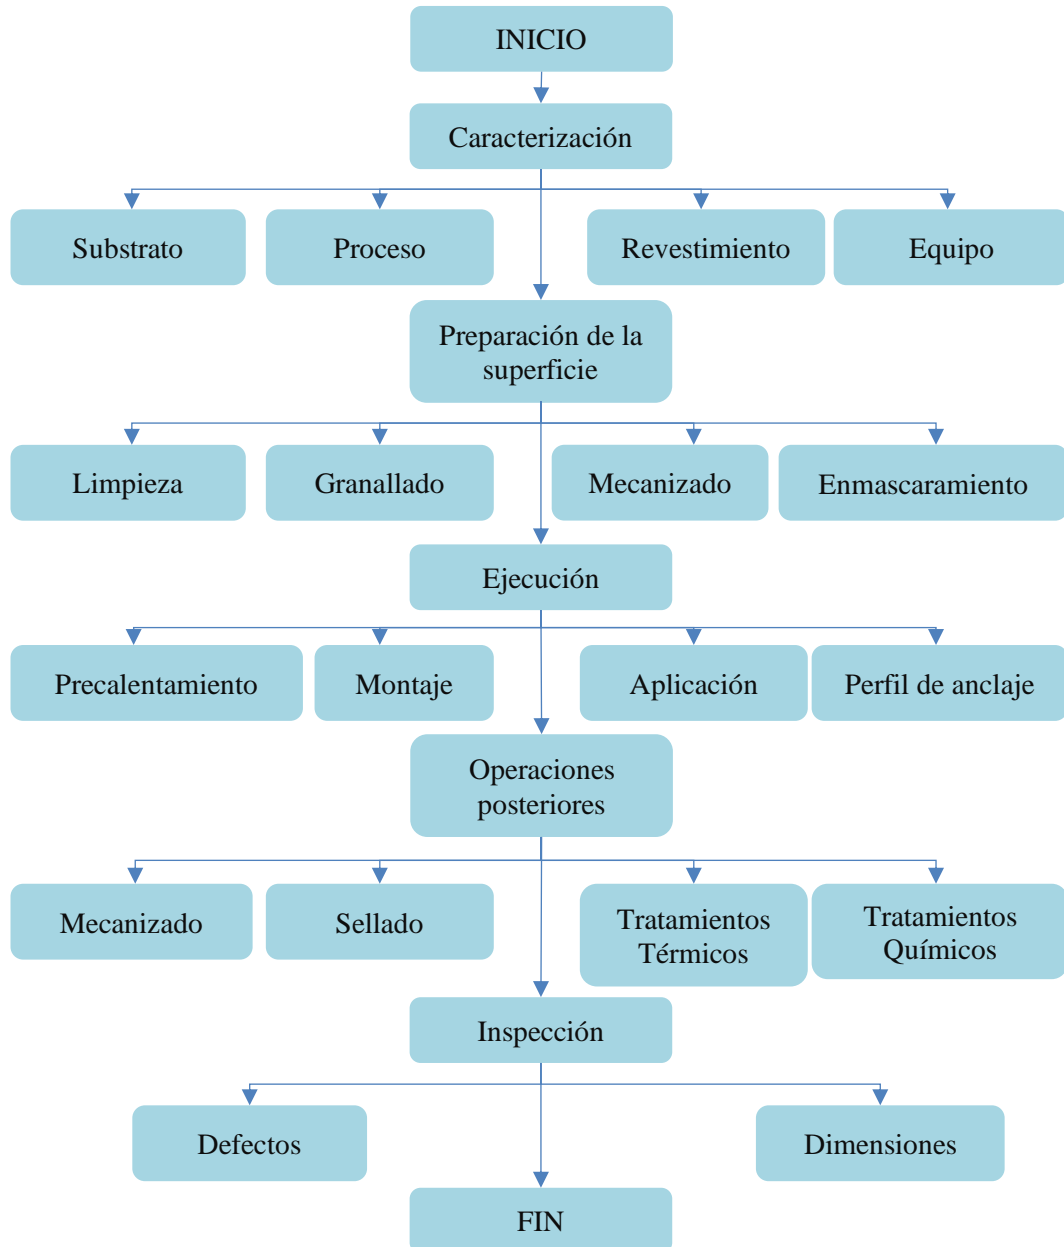 INICIO
Caracterización
Substrato
Proceso
Revestimiento
Equipo
Preparación de la
superficie
Limpieza
Granallado
Mecanizado
Enmascaramiento
Ejecución
Precalentamiento
Montaje
Aplicación
Perfil de anclaje
Operaciones
posteriores
Mecanizado
Sellado
Tratamientos
Térmicos
Tratamientos
Químicos
Inspección
Defectos
Dimensiones
FIN